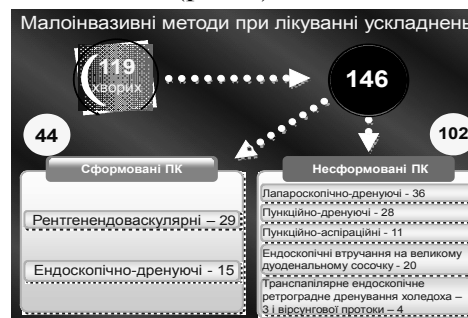 Малоінвазивні методи при лікуванні ускладнень
119
хворих
146
44
102
Сформовані ПК
Рентгенендоваскулярні – 29
Ендоскопічно-дренуючі - 15
Несформовані ПК
Лапароскопічно-дренуючі - 36
Пункційно-дренуючі - 28
Пункційно-аспіраційні - 11
Ендоскопічні втручання на великому
дуоденальному сосочку - 20
Транспапілярне ендоскопічне
ретроградне дренування холедоха –
3 і вірсунгової протоки – 4